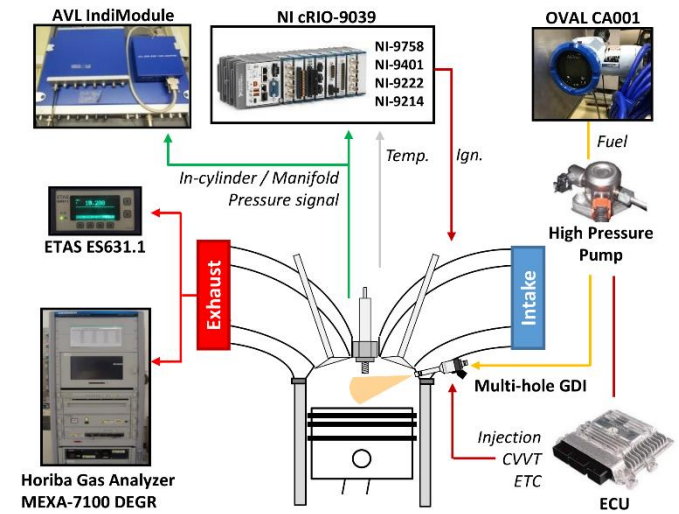 AVL IndiModule
NI cRIO-9039
OVAL CA001
NI-9758
NI-9401
NI-9222
NI-9214
Fuel
Temp.
Ign.
In-cylinder / Manifold
Pressure signal
ETAS ES631.1
High Pressure
Pump
Exhaust
Intake
Multi-hole GDI
Injection
CVVT
ETC
Horiba Gas Analyzer
MEXA-7100 DEGR
ECU